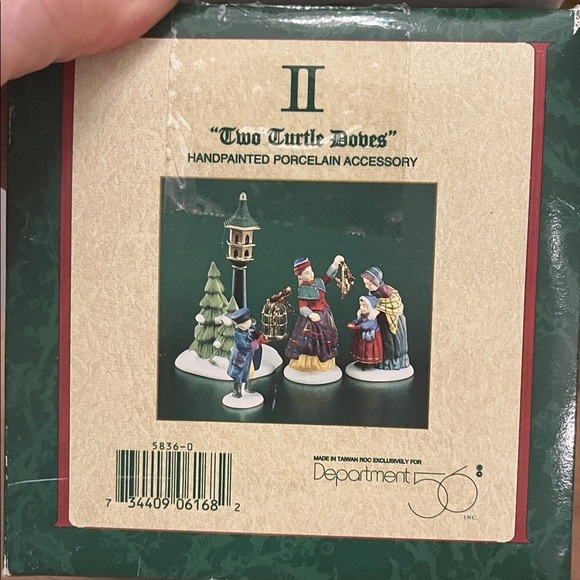 II
"Two Turtle Doves"
HANDPAINTED PORCELAIN ACCESSORY
5836-0
7 34409 06168 2
MADE IN TAIWAN ROC EXCLUSIVELY FOR
Department 56
INC.